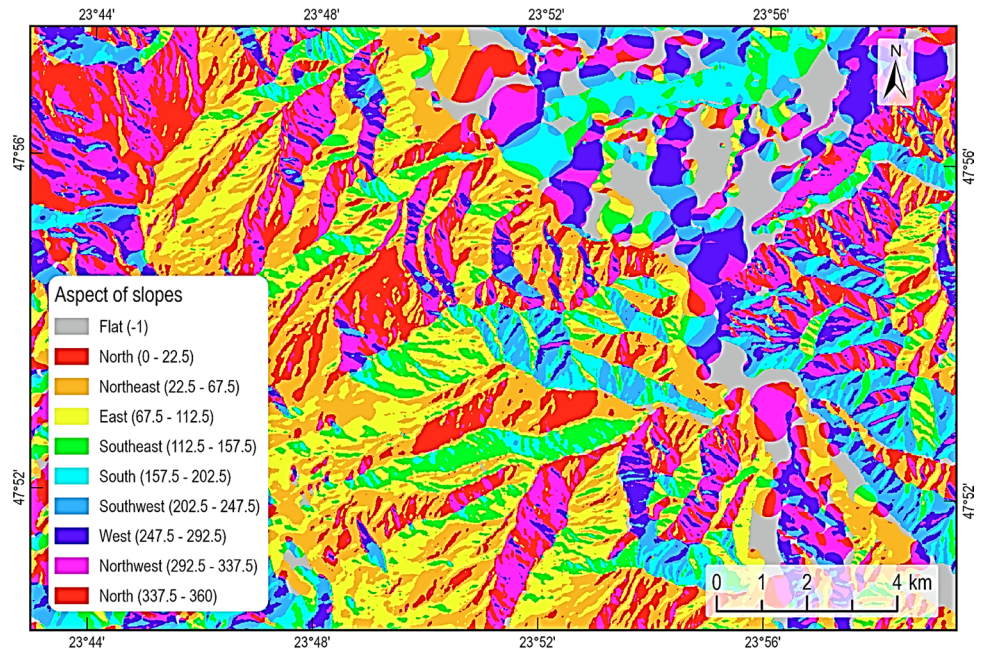 23°44' 23°48' 23°52' 23°56'
N
47°56'
47°56'
Aspect of slopes
Flat (-1)
North (0 - 22.5)
Northeast (22.5 - 67.5)
East (67.5 - 112.5)
Southeast (112.5 - 157.5)
South (157.5 - 202.5)
Southwest (202.5 - 247.5)
West (247.5 - 292.5)
Northwest (292.5 - 337.5)
North (337.5 - 360)
47°52'
47°52'
0 1 2 4 km
23°44' 23°48' 23°52' 23°56'